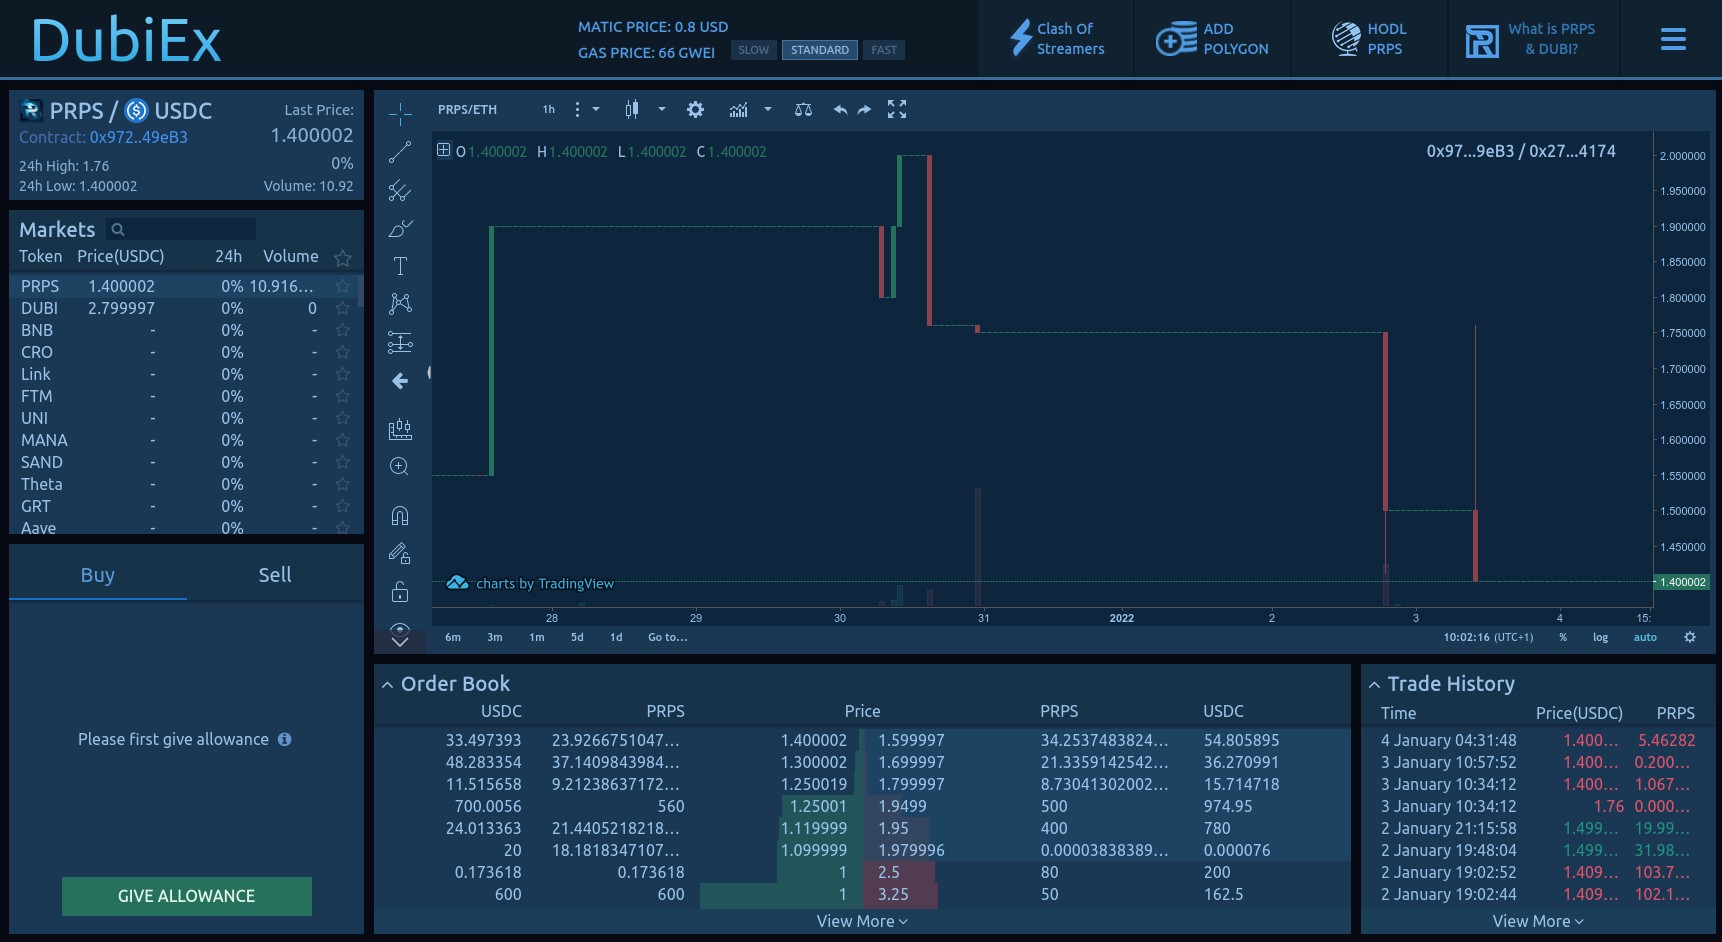 DubiEx
MATIC PRICE: 0.8 USD
GAS PRICE: 66 GWEI SLOW STANDARD FAST
Clash Of
Streamers
ADD
POLYGON
HODL
PRPS
What is PRPS
& DUBI?
PRPS / USDC
Contract: 0x972..49eB3
24h High: 1.76
24h Low: 1.400002
Last Price:
1.400002
0%
Volume: 10.92
Markets
Token Price(USDC) 24h Volume
PRPS 1.400002 0% 10.916...
DUBI 2.799997 0% 0
BNB - 0% -
CRO - 0% -
Link - 0% -
FTM - 0% -
UNI - 0% -
MANA - 0% -
SAND - 0% -
Theta - 0% -
GRT - 0% -
Aave - 0% -
Buy Sell
Please first give allowance
GIVE ALLOWANCE
PRPS/ETH 1h
O1.400002 H1.400002 L1.400002 C1.400002
0x97...9eB3 / 0x27...4174
2.000000
1.950000
1.900000
1.850000
1.800000
1.750000
1.700000
1.650000
1.600000
1.550000
1.500000
1.450000
1.400002
charts by TradingView
28 29 30 31 2022 2 3 4 15:
6m 3m 1m 5d 1d Go to... 10:02:16 (UTC+1) % log auto
Order Book
USDC PRPS Price PRPS USDC
33.497393 23.9266751047... 1.400002 1.599997 34.2537483824... 54.805895
48.283354 37.1409843984... 1.300002 1.699997 21.3359142542... 36.270991
11.515658 9.21238637172... 1.250019 1.799997 8.73041302002... 15.714718
700.0056 560 1.25001 1.9499 500 974.95
24.013363 21.4405218218... 1.119999 1.95 400 780
20 18.1818347107... 1.099999 1.979996 0.00003838389... 0.000076
0.173618 0.173618 1 2.5 80 200
600 600 1 3.25 50 162.5
View More
Trade History
Time Price(USDC) PRPS
4 January 04:31:48 1.400... 5.46282
3 January 10:57:52 1.400... 0.200...
3 January 10:34:12 1.400... 1.067...
3 January 10:34:12 1.76 0.000...
2 January 21:15:58 1.499... 19.99...
2 January 19:48:04 1.499... 31.98...
2 January 19:02:52 1.409... 103.7...
2 January 19:02:44 1.409... 102.1...
View More